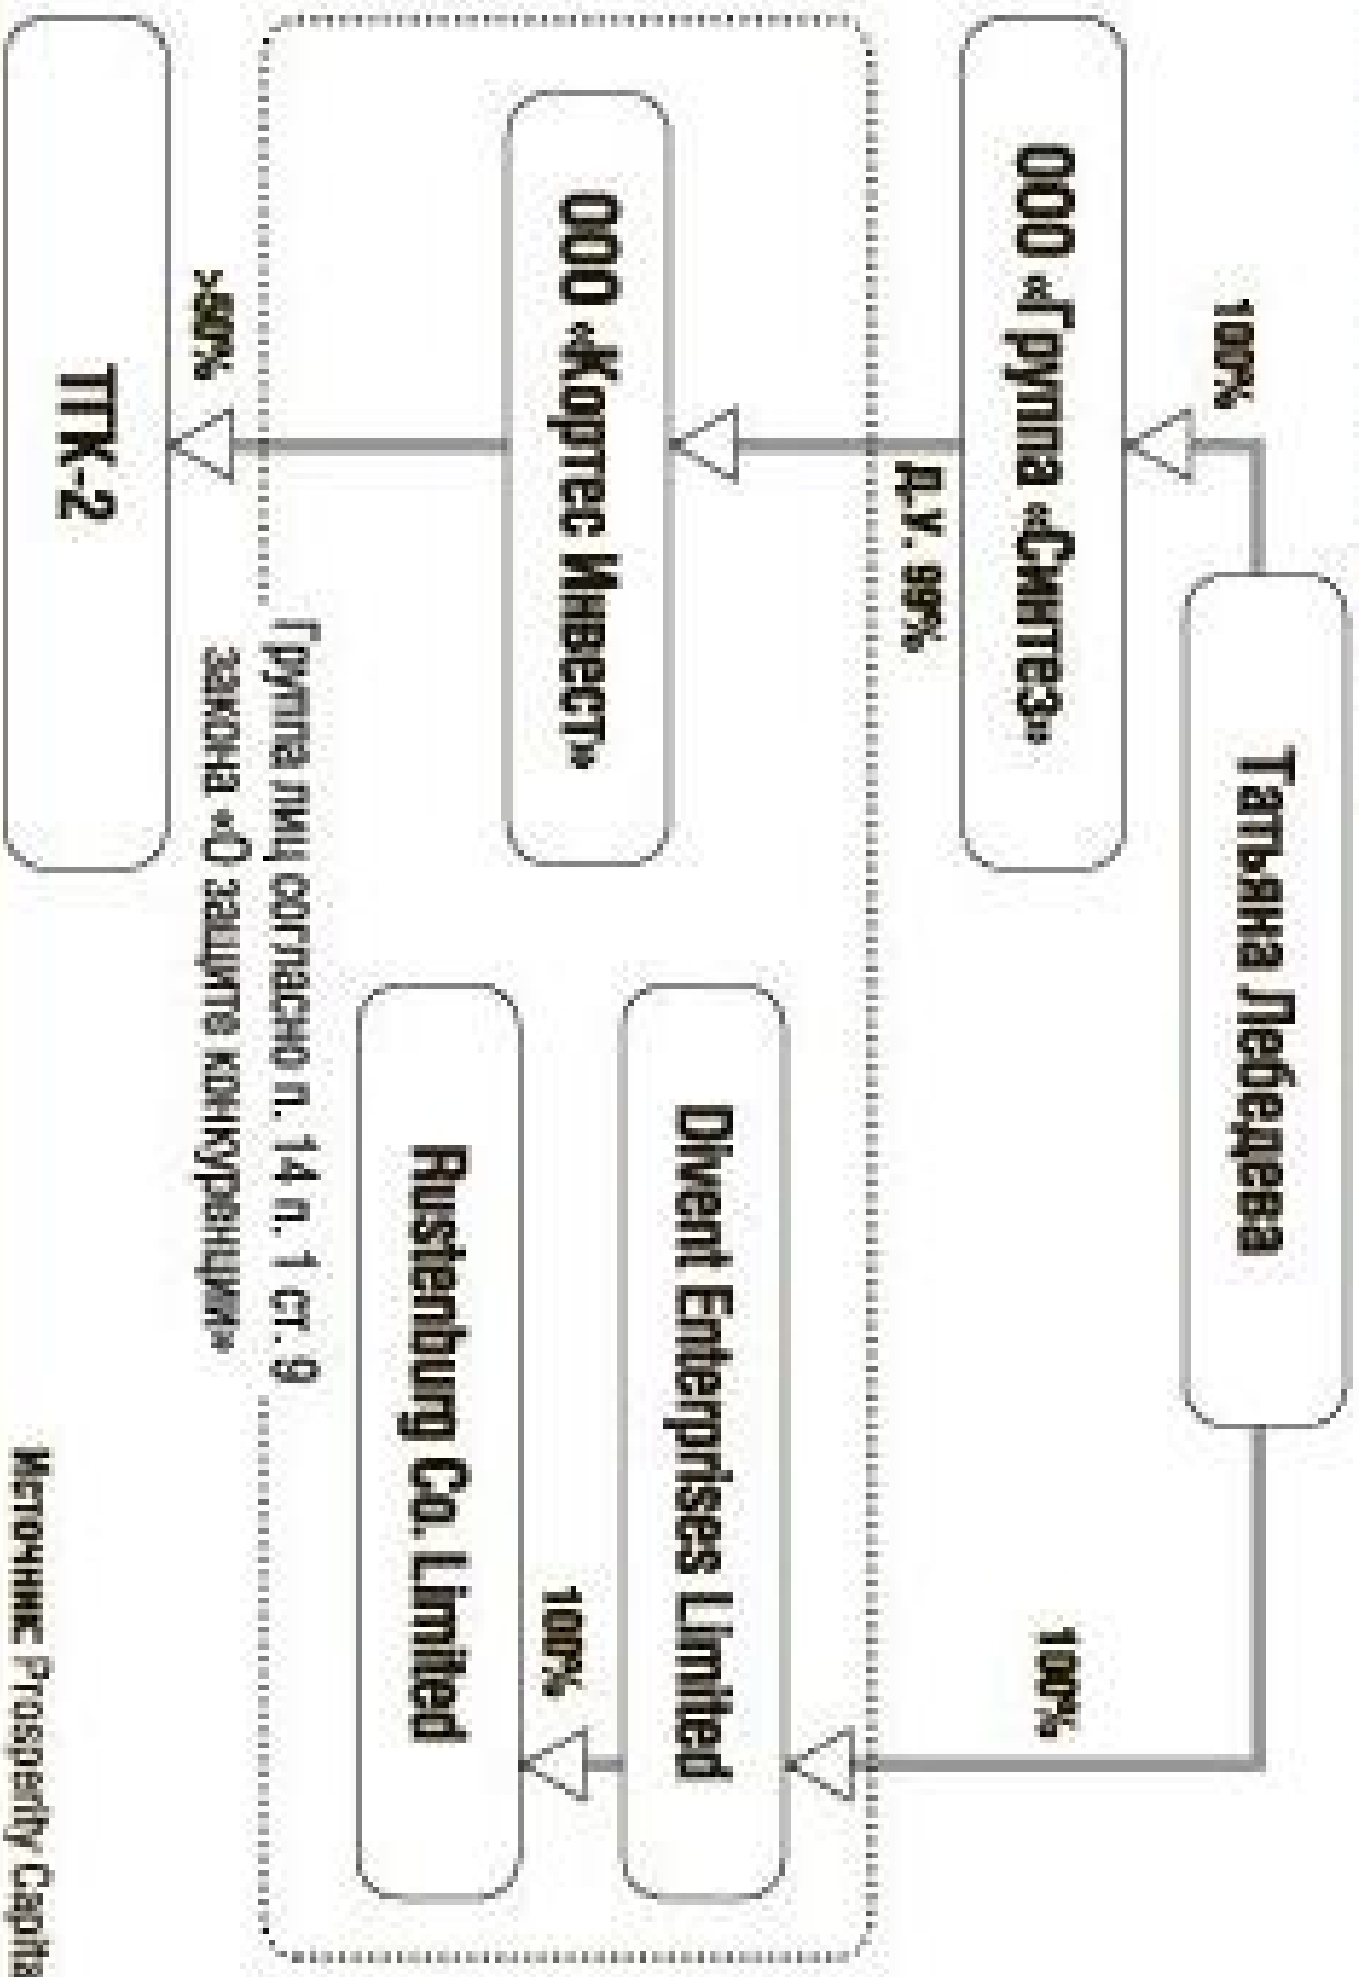 Татьяна Лебедева
100%
100%
ООО «Группа «Синтез»
Д.У. 99%
ООО «Кортес Инвест»
Divent Enterprises Limited
100%
Rustenburg Co. Limited
Группа лиц согласно п. 14 п. 1 ст. 9
закона «О защите конкуренции»
ТГК-2
Источник: Prosperity Capita